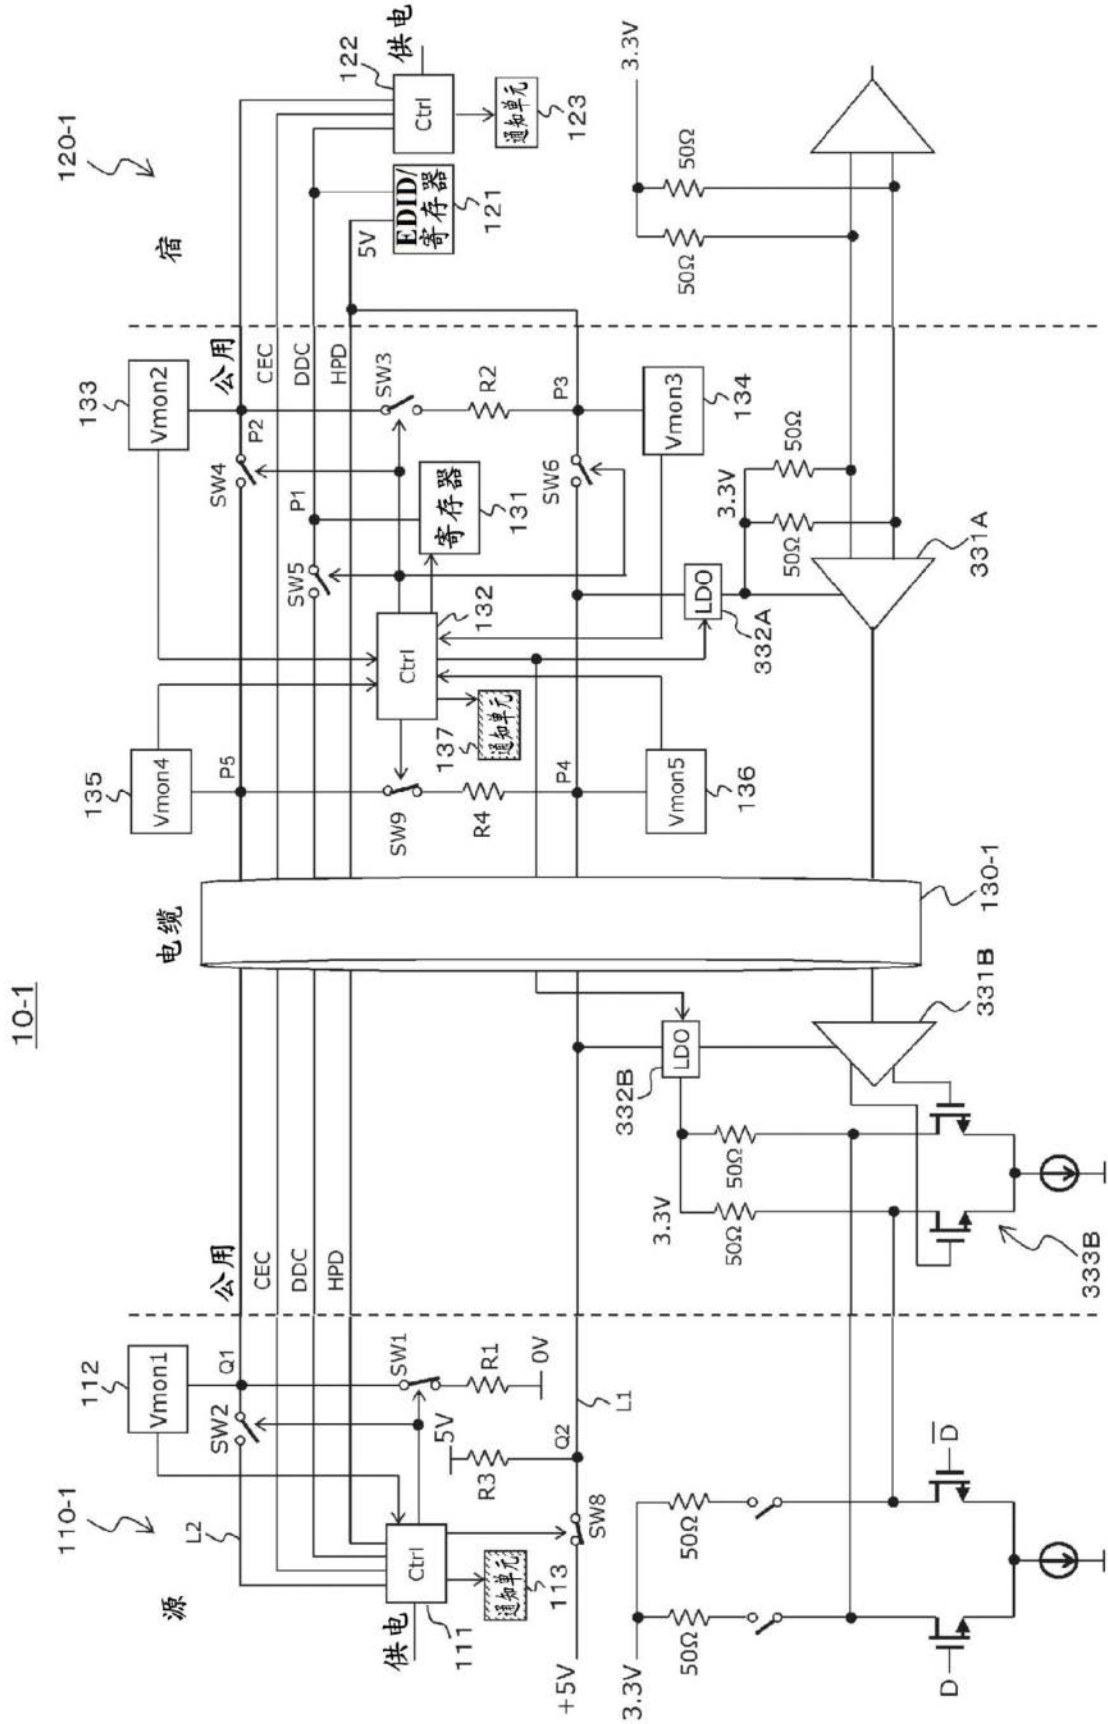 10-1
110-1
源
L2
112
Vmon1
SW2
Q1
公用
CEC
DDC
HPD
供电
111
Ctrl
通知单元
113
5V
R3
SW1
R1
0V
Q2
L1
SW8
+5V
3.3V
50Ω
50Ω
D
D̅
电缆
130-1
332B
LDO
3.3V
50Ω
50Ω
331B
333B
135
Vmon4
P5
133
Vmon2
P2
SW4
SW5
P1
公用
CEC
DDC
HPD
SW9
R4
P4
137
通知单元
Ctrl
132
寄存器
131
SW3
R2
P3
SW6
Vmon5
136
Vmon3
134
LDO
332A
3.3V
50Ω
50Ω
331A
120-1
宿
供电
122
Ctrl
通知单元
123
5V
EDID/
寄存器
121
3.3V
50Ω
50Ω